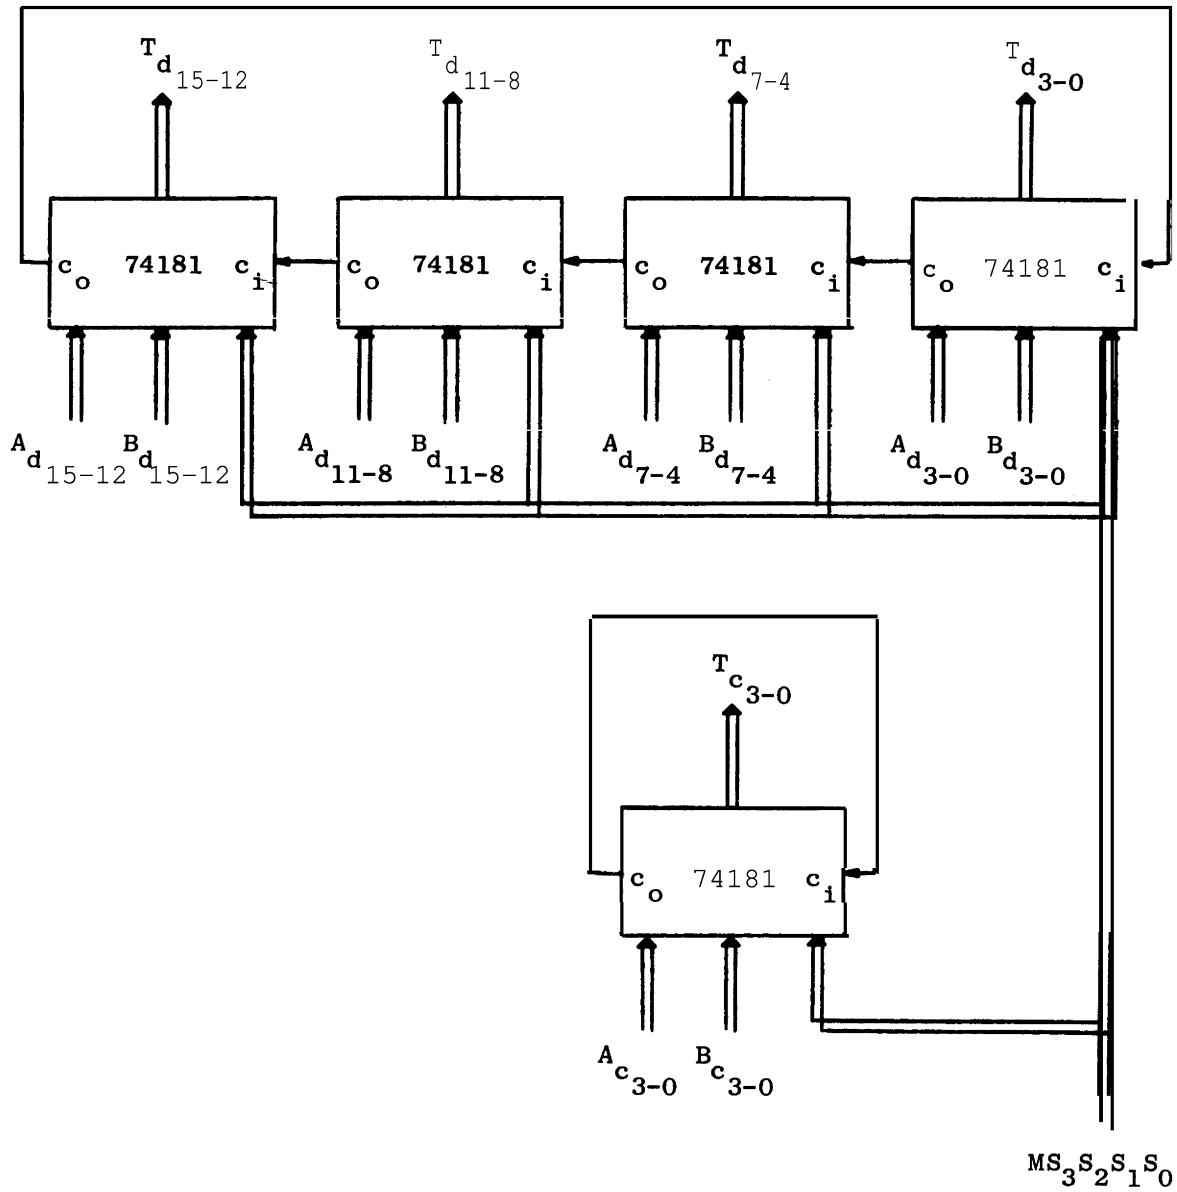 Td15-12 Td11-8 Td7-4 Td3-0
co 74181 ci co 74181 ci co 74181 ci co 74181 ci
Ad15-12 Bd15-12 Ad11-8 Bd11-8 Ad7-4 Bd7-4 Ad3-0 Bd3-0
Tc3-0
co 74181 ci
Ac3-0 Bc3-0
MS3S2S1S0